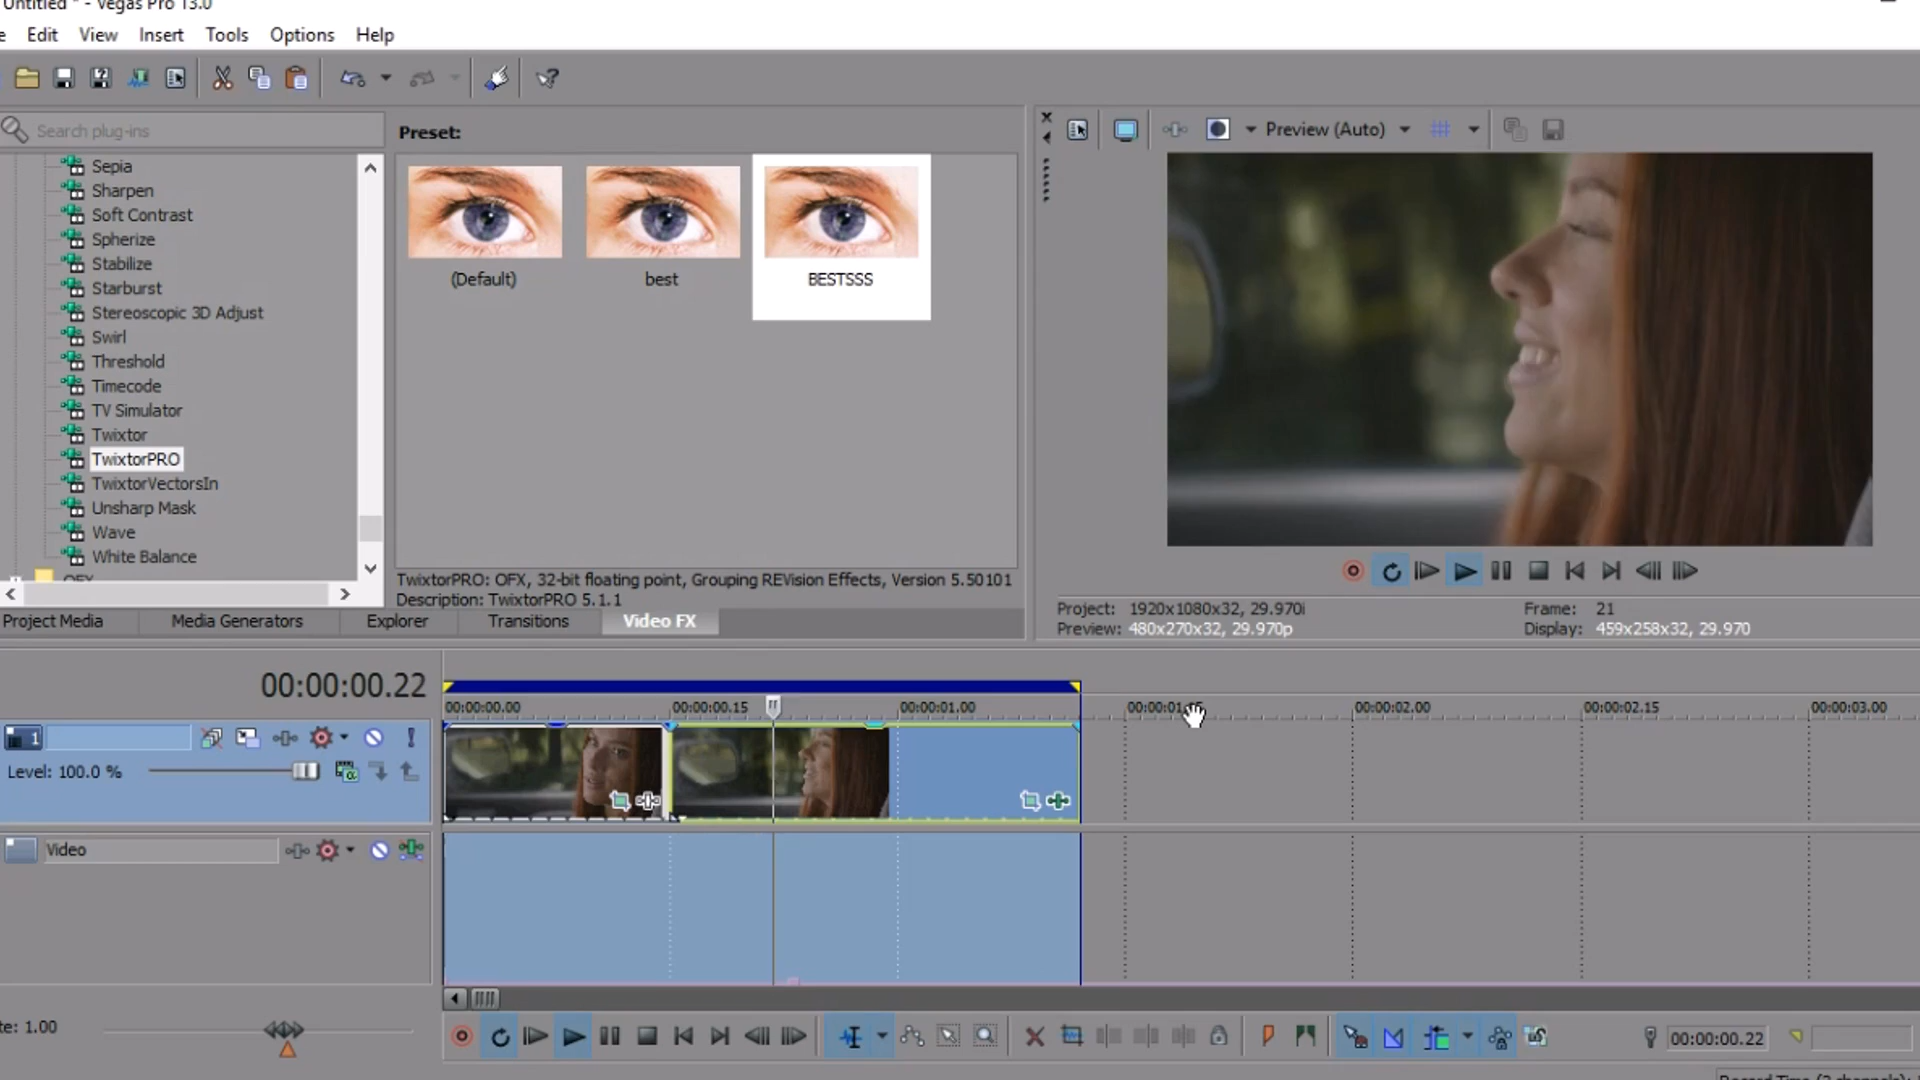 Untitled * - Vegas Pro 13.0
e Edit View Insert Tools Options Help
Search plug-ins
Preset:
Preview (Auto)
Sepia
Sharpen
Soft Contrast
Spherize
Stabilize
Starburst
Stereoscopic 3D Adjust
Swirl
Threshold
Timecode
TV Simulator
Twixtor
TwixtorPRO
TwixtorVectorsIn
Unsharp Mask
Wave
White Balance
OFX
(Default) best BESTSSS
TwixtorPRO: OFX, 32-bit floating point, Grouping REVision Effects, Version 5.50101
Description: TwixtorPRO 5.1.1
Project Media Media Generators Explorer Transitions Video FX
Project: 1920x1080x32, 29.970i Frame: 21
Preview: 480x270x32, 29.970p Display: 459x258x32, 29.970
00:00:00.22
00:00:00.00 00:00:00.15 00:00:01.00 00:00:02.00 00:00:02.15 00:00:03.00
1
Level: 100.0 %
Video
te: 1.00
00:00:00.22